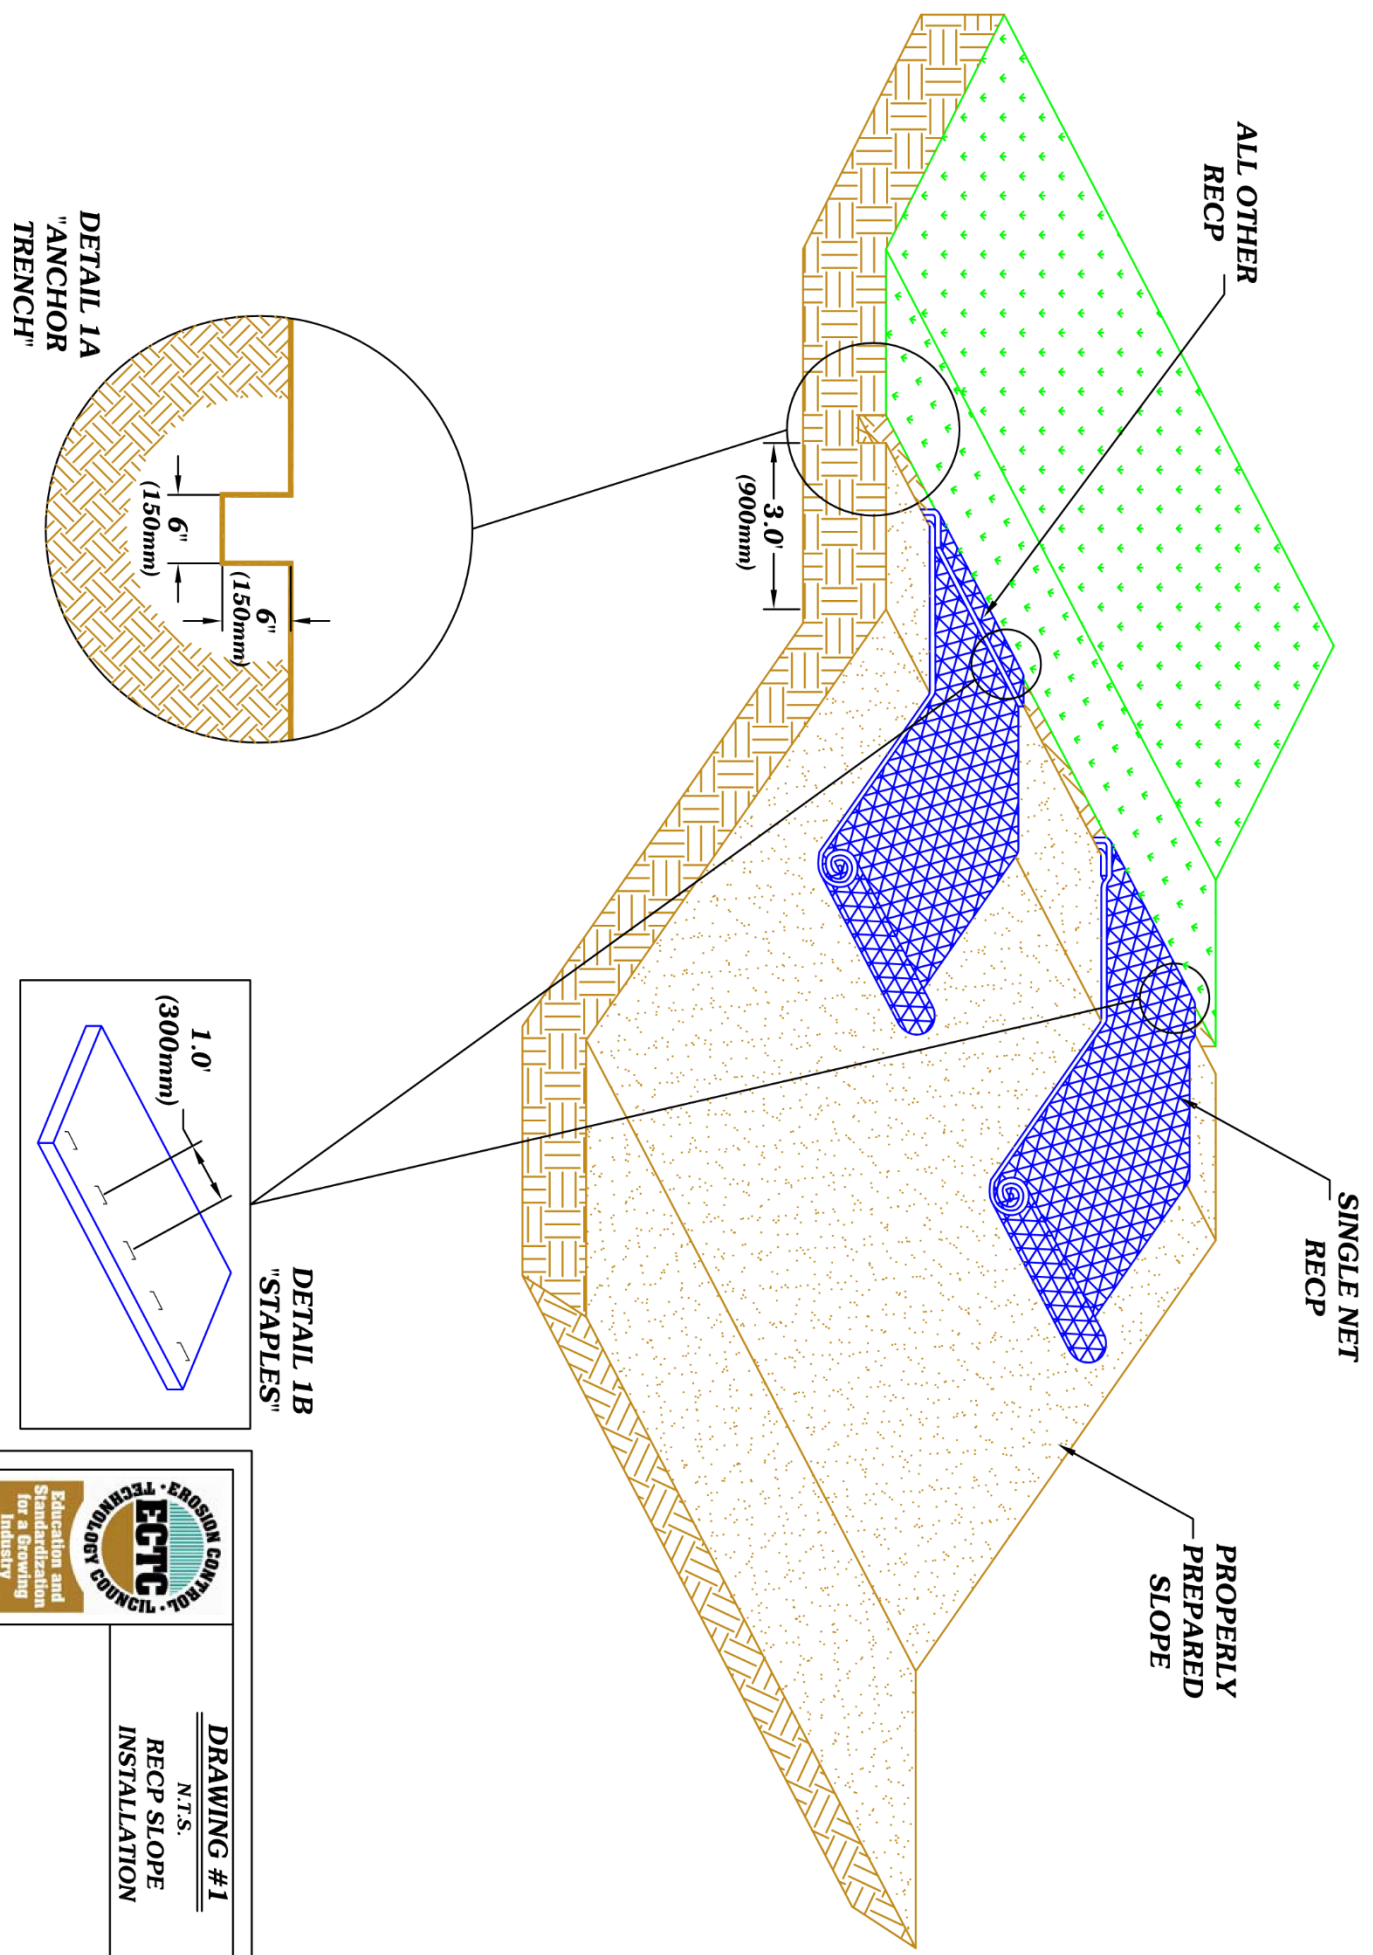 ALL OTHER
RECP
SINGLE NET
RECP
PROPERLY
PREPARED
SLOPE
3.0'
(900mm)
DETAIL 1A
"ANCHOR
TRENCH"
6"
(150mm)
6"
(150mm)
DETAIL 1B
"STAPLES"
1.0'
(300mm)
EROSION CONTROL
TECHNOLOGY COUNCIL
ECTC
Education and
Standardization
for a Growing
Industry
DRAWING #1
N.T.S.
RECP SLOPE
INSTALLATION